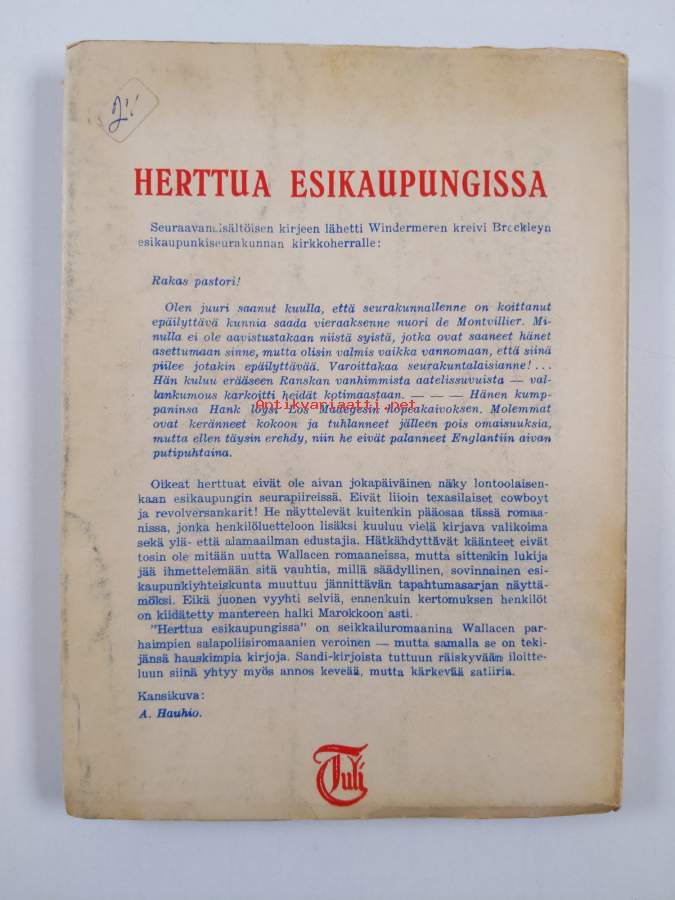 2:-
HERTTUA ESIKAUPUNGISSA
Seuraavansisältöisen kirjeen lähetti Windermeren kreivi Brockleyn
esikaupunkiseurakunnan kirkkoherralle:
Rakas pastori!
Olen juuri saanut kuulla, että seurakunnallenne on koittanut
epäilyttävä kunnia saada vieraaksenne nuori de Montvillier. Mi-
nulla ei ole aavistustakaan niistä syistä, jotka ovat saaneet hänet
asettumaan sinne, mutta olisin valmis vaikka vannomaan, että siinä
piilee jotakin epäilyttävää. Varoittakaa seurakuntalaisianne! ...
Hän kuluu erääseen Ranskan vanhimmista aatelissuvuista — val-
lankumous karkoitti heidät kotimaastaan. — — — Hänen kump-
paninsa Hank löysi Los Madegesin hopeakaivoksen. Molemmat
ovat keränneet kokoon ja tuhlanneet jälleen pois omaisuuksia,
mutta ellen täysin erehdy, niin he eivät palanneet Englantiin aivan
putipuhtaina.
Antikvariaatti.net
Oikeat herttuat eivät ole aivan jokapäiväinen näky lontoolaisen-
kaan esikaupungin seurapiireissä. Eivät liioin texasilaiset cowboyt
ja revolversankarit! He näyttelevät kuitenkin pääosaa tässä romaa-
nissa, jonka henkilöluetteloon lisäksi kuuluu vielä kirjava valikoima
sekä ylä- että alamaailman edustajia. Hätkähdyttävät käänteet eivät
tosin ole mitään uutta Wallacen romaaneissa, mutta sittenkin lukija
jää ihmettelemään sitä vauhtia, millä säädyllinen, sovinnainen esi-
kaupunkiyhteiskunta muuttuu jännittävän tapahtumasarjan näyttä-
möksi. Eikä juonen vyyhti selviä, ennenkuin kertomuksen henkilöt
on kiidätetty mantereen halki Marokkoon asti.
"Herttua esikaupungissa" on seikkailuromaanina Wallacen par-
haimpien salapoliisiromaanien veroinen — mutta samalla se on teki-
jänsä hauskimpia kirjoja. Sandi-kirjoista tuttuun räiskyvään iloitte-
luun siinä yhtyy myös annos keveää, mutta kärkevää satiiria.
Kansikuva:
A. Hauhio.
Tuli